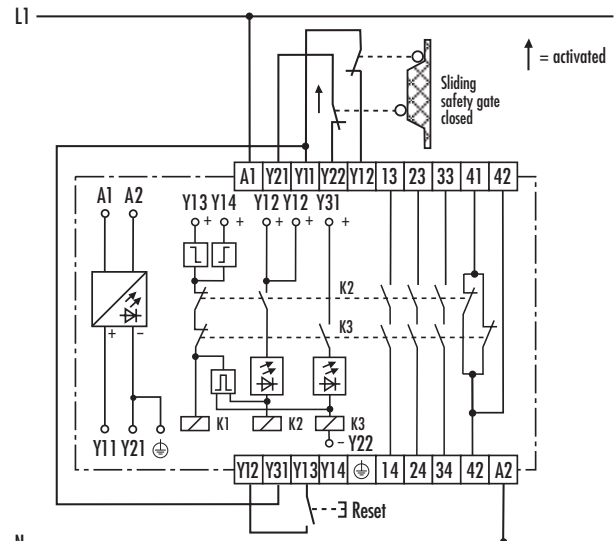 L1
= activated
Sliding
safety gate
closed
A1 Y21 Y11 Y22 Y12 13 23 33 41 42
A1 A2 Y13 Y14 Y12 Y12 Y31
+ + + + +
K2
K3
+ −
K1 K2 K3
Y11 Y21 − Y22
Y12 Y31 Y13 Y14 14 24 34 42 A2
Reset
N